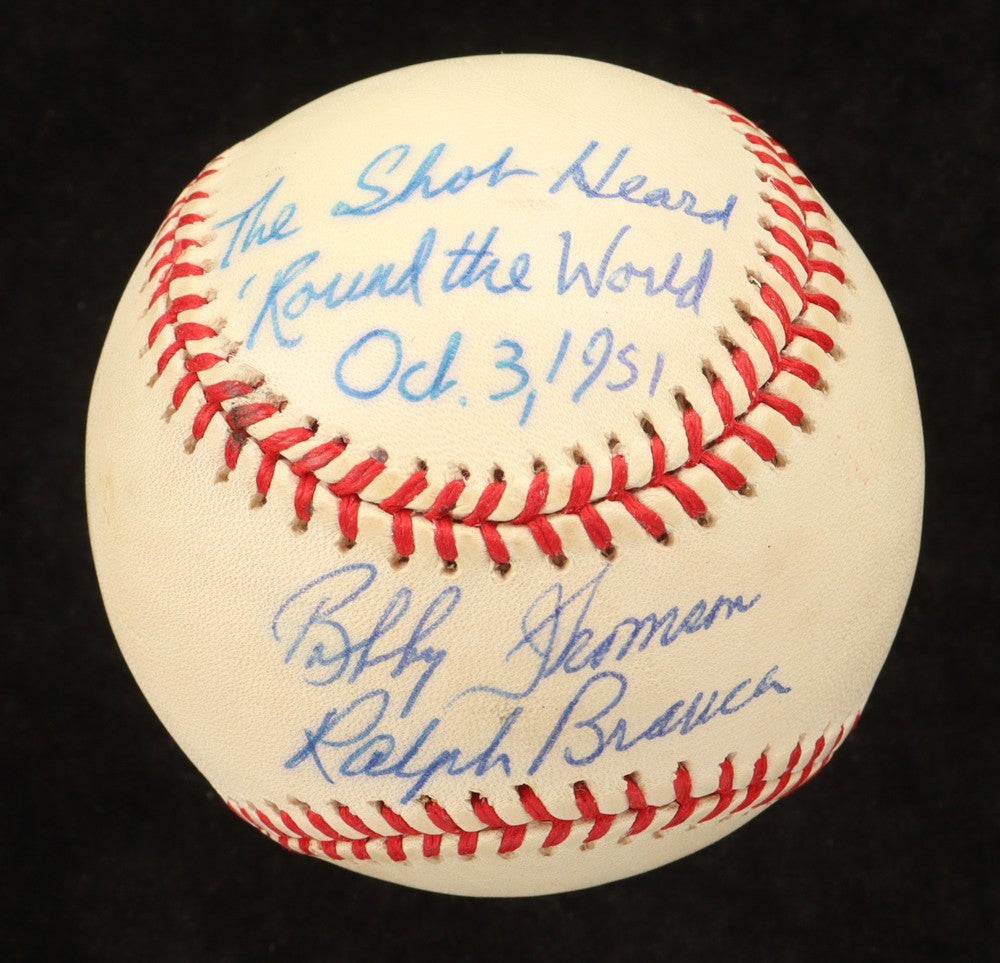 The Shot Heard
'Round the World
Oct. 3, 1951
Bobby Thomson
Ralph Branca